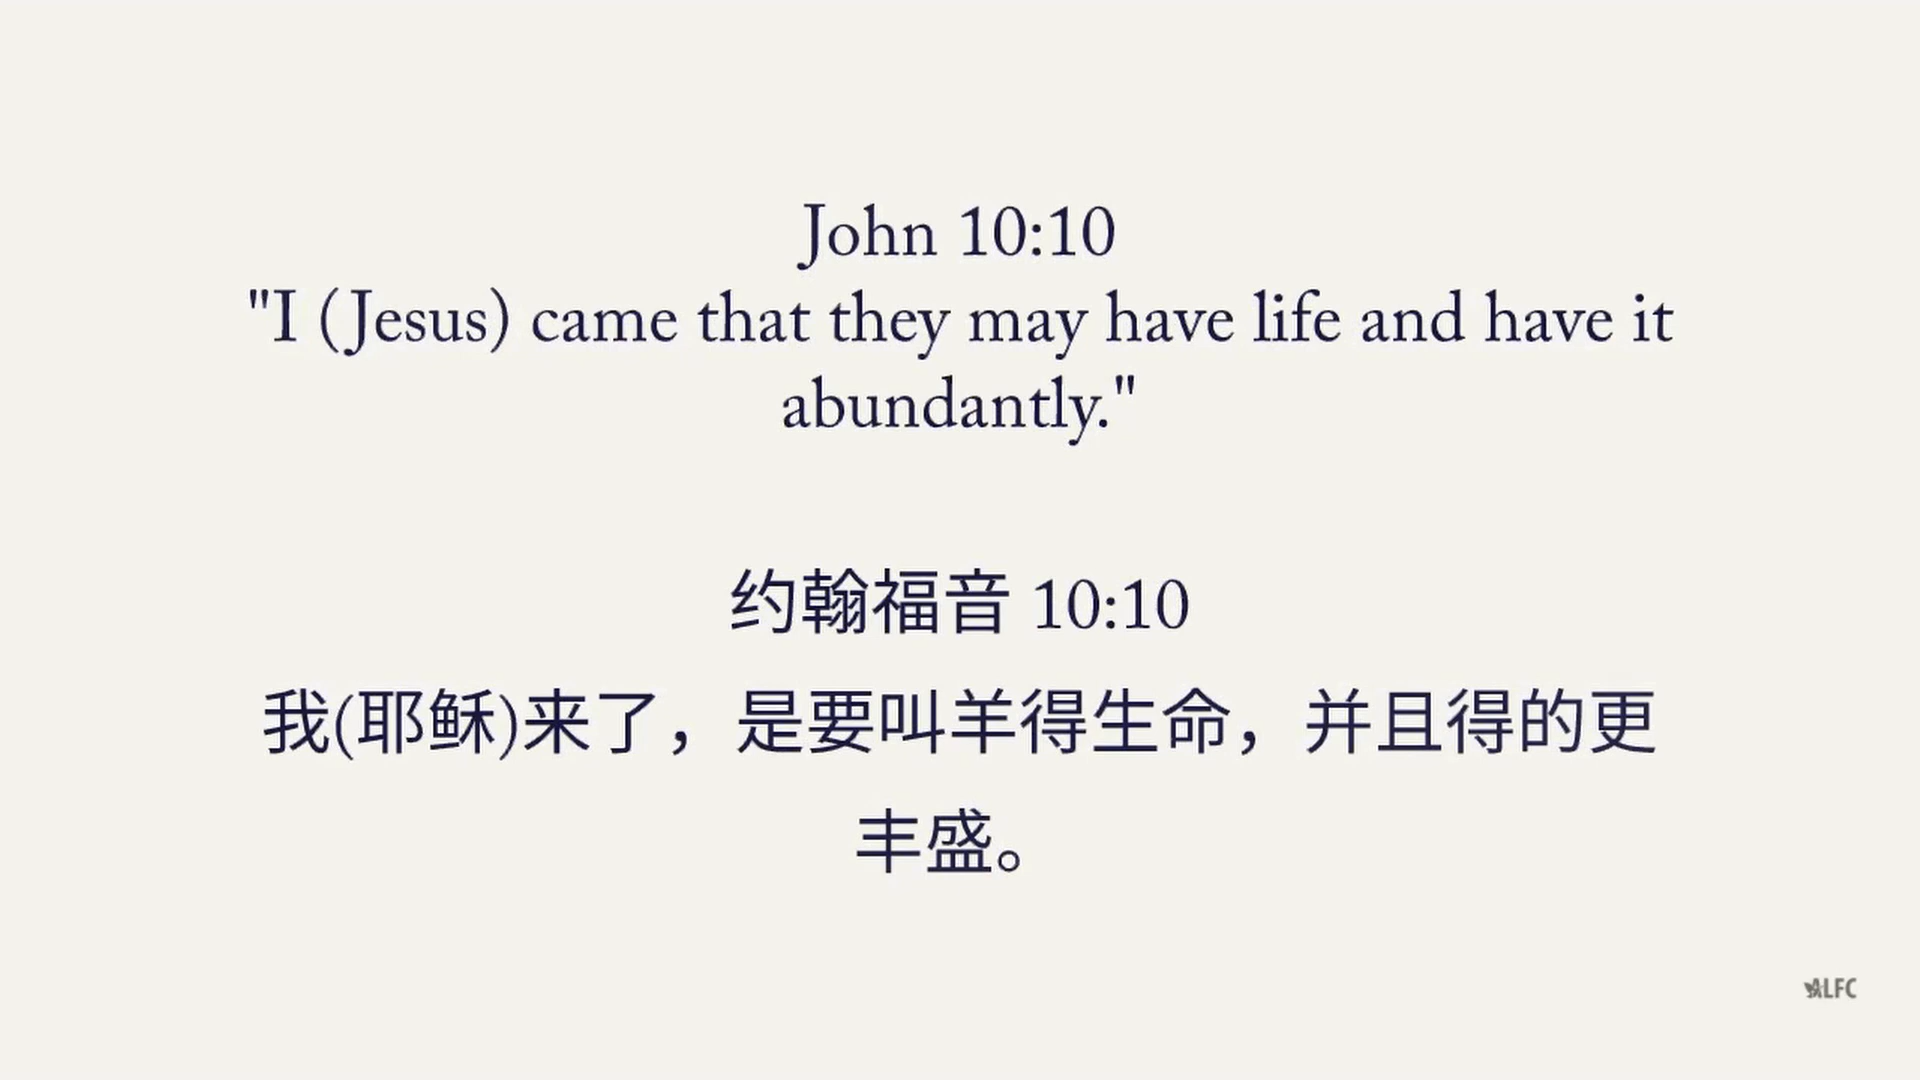 John 10:10
"I (Jesus) came that they may have life and have it
abundantly."
约翰福音 10:10
我(耶稣)来了，是要叫羊得生命，并且得的更
丰盛。
ALFC